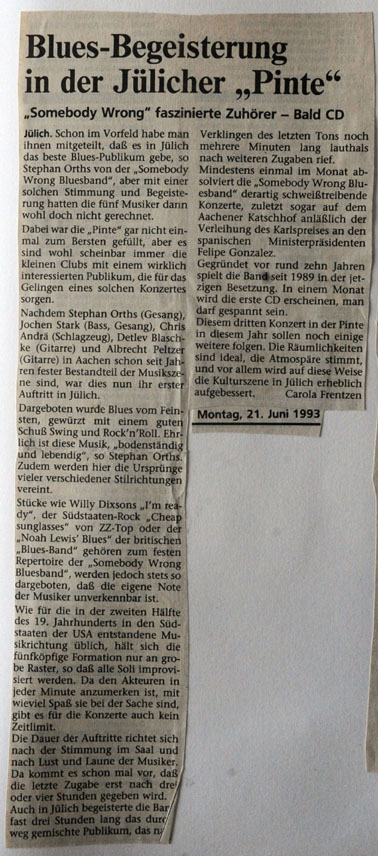 Blues-Begeisterung
in der Jülicher „Pinte“
„Somebody Wrong“ faszinierte Zuhörer – Bald CD
Jülich. Schon im Vorfeld habe man
ihnen mitgeteilt, daß es in Jülich
das beste Blues-Publikum gebe, so
Stephan Orths von der „Somebody
Wrong Bluesband“, aber mit einer
solchen Stimmung und Begeiste-
rung hatten die fünf Musiker dann
wohl doch nicht gerechnet.
Dabei war die „Pinte“ gar nicht ein-
mal zum Bersten gefüllt, aber es
sind wohl scheinbar immer die
kleinen Clubs mit einem wirklich
interessierten Publikum, die für das
Gelingen eines solchen Konzertes
sorgen.
Nachdem Stephan Orths (Gesang),
Jochen Stark (Bass, Gesang), Chris
Andrä (Schlagzeug), Detlev Blasch-
ke (Gitarre) und Albrecht Peltzer
(Gitarre) in Aachen schon seit Jah-
ren fester Bestandteil der Musiksze-
ne sind, war dies nun ihr erster
Auftritt in Jülich.
Dargeboten wurde Blues vom Fein-
sten, gewürzt mit einem guten
Schuß Swing und Rock'n'Roll. Ehr-
lich ist diese Musik, „bodenständig
und lebendig“, so Stephan Orths.
Zudem werden hier die Ursprünge
vieler verschiedener Stilrichtungen
vereint.
Stücke wie Willy Dixsons „I'm rea-
dy“, der Südstaaten-Rock „Cheap
sunglasses“ von ZZ-Top oder der
„Noah Lewis' Blues“ der britischen
„Blues-Band“ gehören zum festen
Repertoire der „Somebody Wrong
Bluesband“, werden jedoch stets so
dargeboten, daß die eigene Note
der Musiker unverkennbar ist.
Wie für die in der zweiten Hälfte
des 19. Jahrhunderts in den Süd-
staaten der USA entstandene Mu-
sikrichtung üblich, hält sich die
fünfköpfige Formation nur an gro-
be Raster, so daß alle Soli improvi-
siert werden. Da den Akteuren in
jeder Minute anzumerken ist, mit
wieviel Spaß sie bei der Sache sind,
gibt es für die Konzerte auch kein
Zeitlimit.
Die Dauer der Auftritte richtet sich
nach der Stimmung im Saal und
nach Lust und Laune der Musiker.
Da kommt es schon mal vor, daß
die letzte Zugabe erst nach drei
oder vier Stunden gegeben wird.
Auch in Jülich begeisterte die Ban
fast drei Stunden lang das durc
weg gemischte Publikum, das na
Verklingen des letzten Tons noch
mehrere Minuten lang lauthals
nach weiteren Zugaben rief.
Mindestens einmal im Monat ab-
solviert die „Somebody Wrong Blu-
esband“ derartig schweißtreibende
Konzerte, zuletzt sogar auf dem
Aachener Katschhof anläßlich der
Verleihung des Karlspreises an den
spanischen Ministerpräsidenten
Felipe Gonzalez.
Gegründet vor rund zehn Jahren
spielt die Band seit 1989 in der jet-
zigen Besetzung. In einem Monat
wird die erste CD erscheinen, man
darf gespannt sein.
Diesem dritten Konzert in der Pinte
in diesem Jahr sollen noch einige
weitere folgen. Die Räumlichkeiten
sind ideal, die Atmospäre stimmt,
und vor allem wird auf diese Weise
die Kulturszene in Jülich erheblich
aufgebessert. Carola Frentzen
Montag, 21. Juni 1993